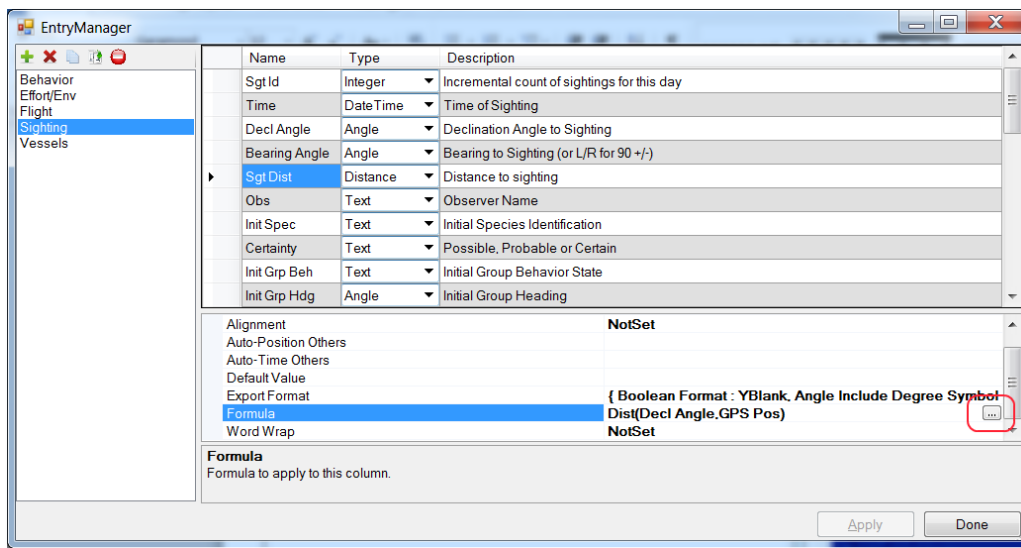 EntryManager
Behavior
Effort/Env
Flight
Sighting
Vessels
Name Type Description
Sgt Id Integer Incremental count of sightings for this day
Time DateTime Time of Sighting
Decl Angle Angle Declination Angle to Sighting
Bearing Angle Angle Bearing to Sighting (or L/R for 90 +/-)
Sgt Dist Distance Distance to sighting
Obs Text Observer Name
Init Spec Text Initial Species Identification
Certainty Text Possible, Probable or Certain
Init Grp Beh Text Initial Group Behavior State
Init Grp Hdg Angle Initial Group Heading
Alignment NotSet
Auto-Position Others
Auto-Time Others
Default Value
Export Format { Boolean Format : YBlank, Angle Include Degree Symbol
Formula Dist(Decl Angle,GPS Pos) ...
Word Wrap NotSet
Formula
Formula to apply to this column.
Apply Done